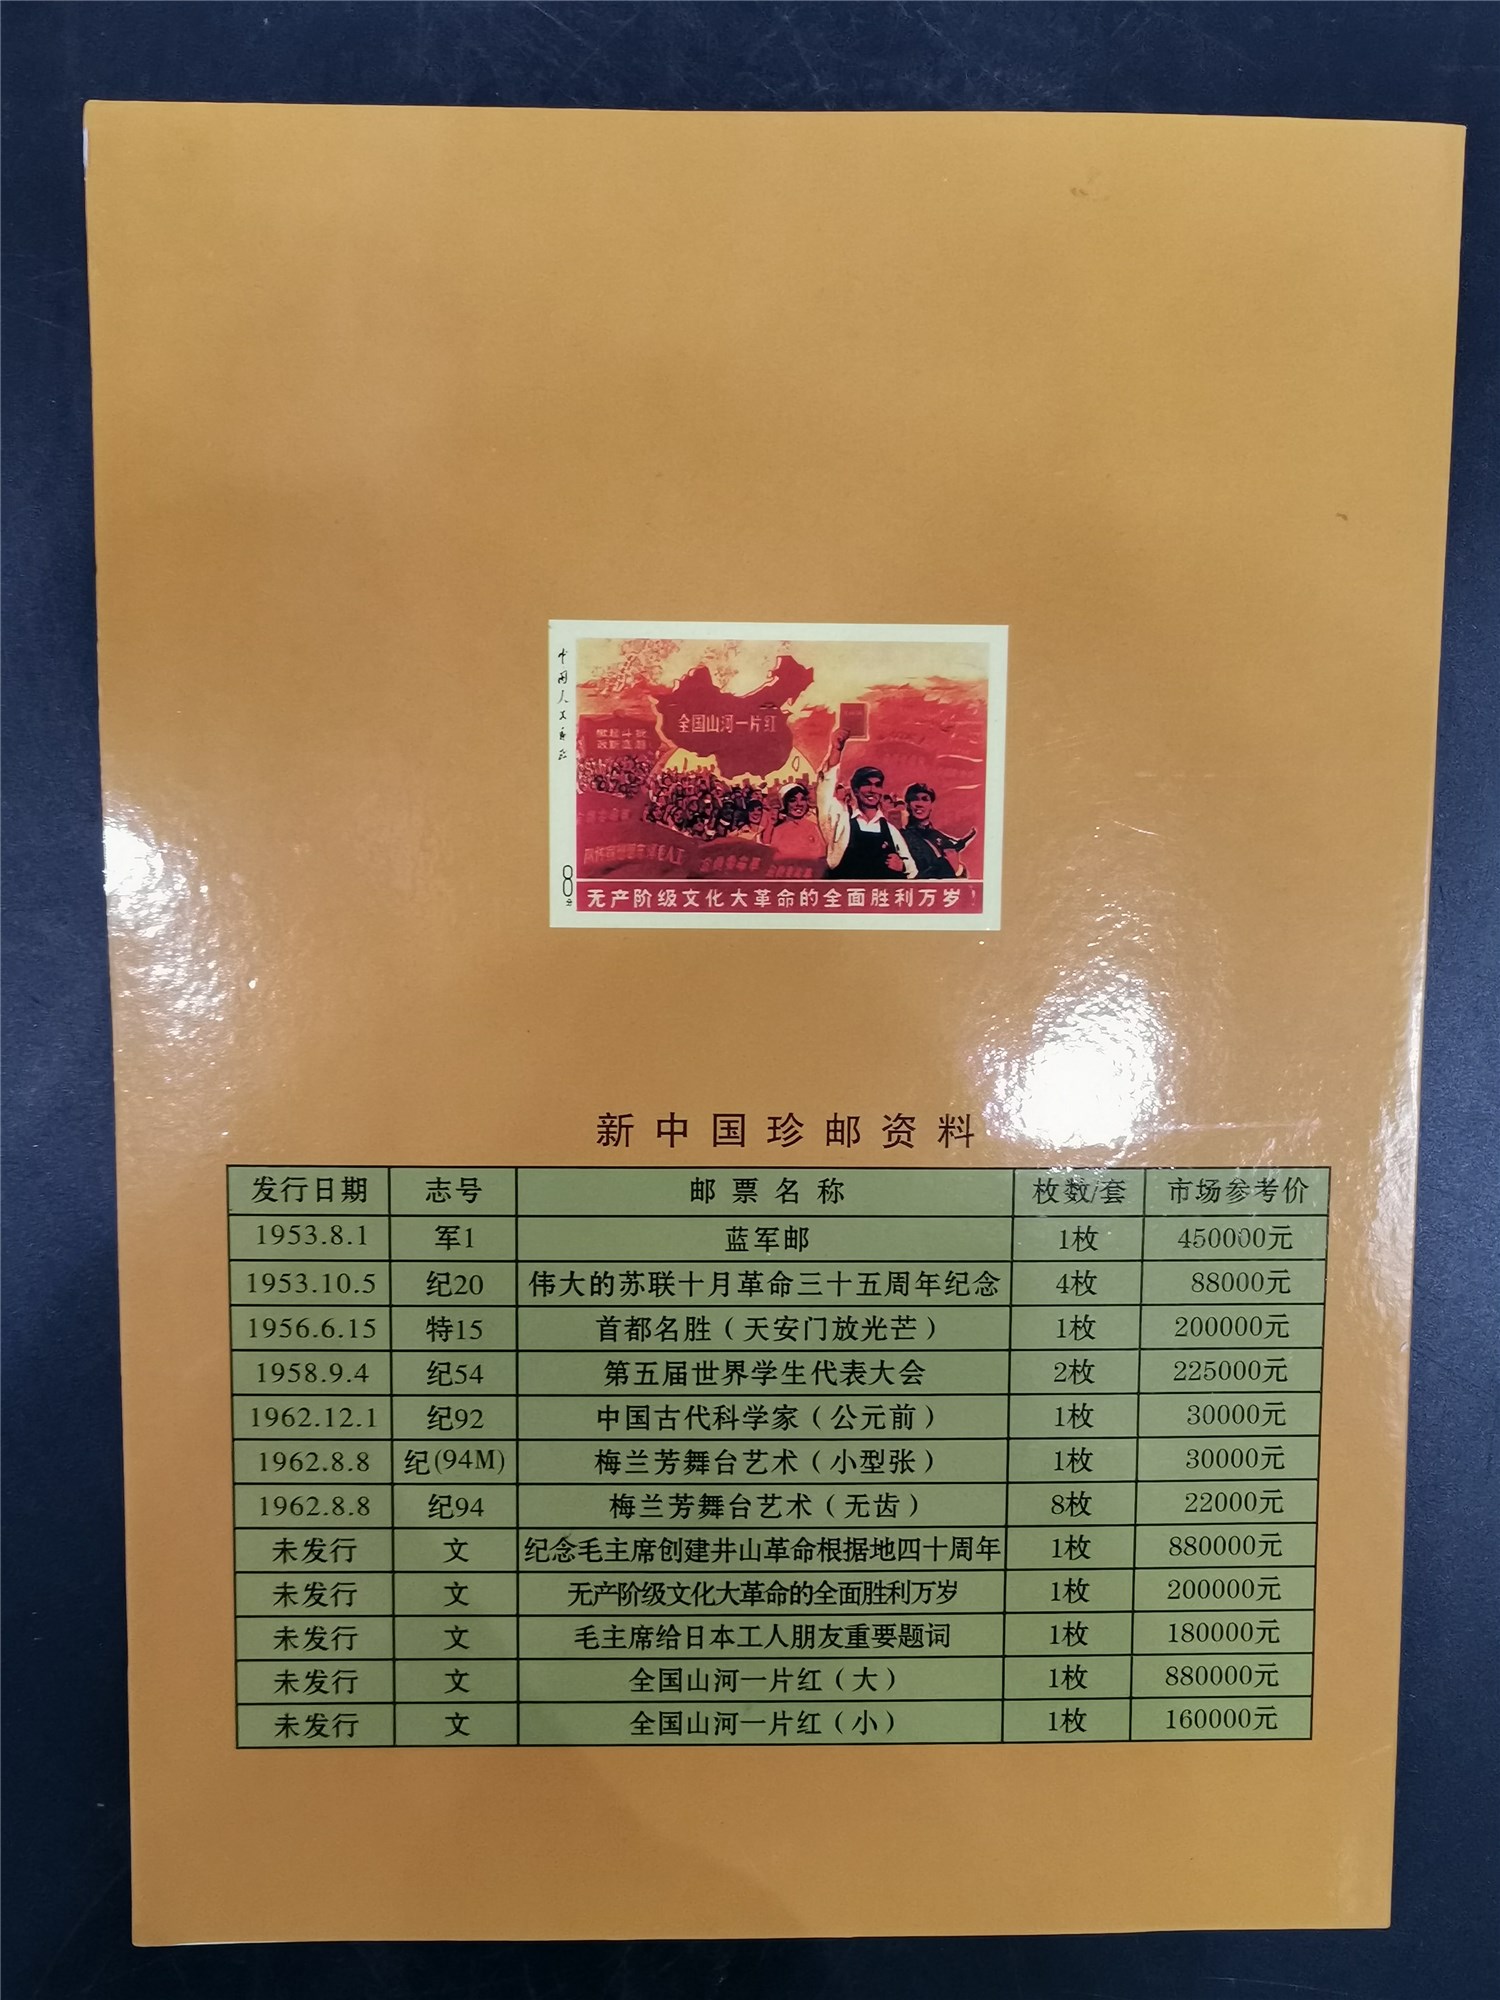 中国人民邮政
全国山河一片红
8分
无产阶级文化大革命的全面胜利万岁！
新中国珍邮资料
发行日期 志号 邮票名称 枚数/套 市场参考价
1953.8.1 军1 蓝军邮 1枚 450000元
1953.10.5 纪20 伟大的苏联十月革命三十五周年纪念 4枚 88000元
1956.6.15 特15 首都名胜（天安门放光芒） 1枚 200000元
1958.9.4 纪54 第五届世界学生代表大会 2枚 225000元
1962.12.1 纪92 中国古代科学家（公元前） 1枚 30000元
1962.8.8 纪(94M) 梅兰芳舞台艺术（小型张） 1枚 30000元
1962.8.8 纪94 梅兰芳舞台艺术（无齿） 8枚 22000元
未发行 文 纪念毛主席创建井山革命根据地四十周年 1枚 880000元
未发行 文 无产阶级文化大革命的全面胜利万岁 1枚 200000元
未发行 文 毛主席给日本工人朋友重要题词 1枚 180000元
未发行 文 全国山河一片红（大） 1枚 880000元
未发行 文 全国山河一片红（小） 1枚 160000元